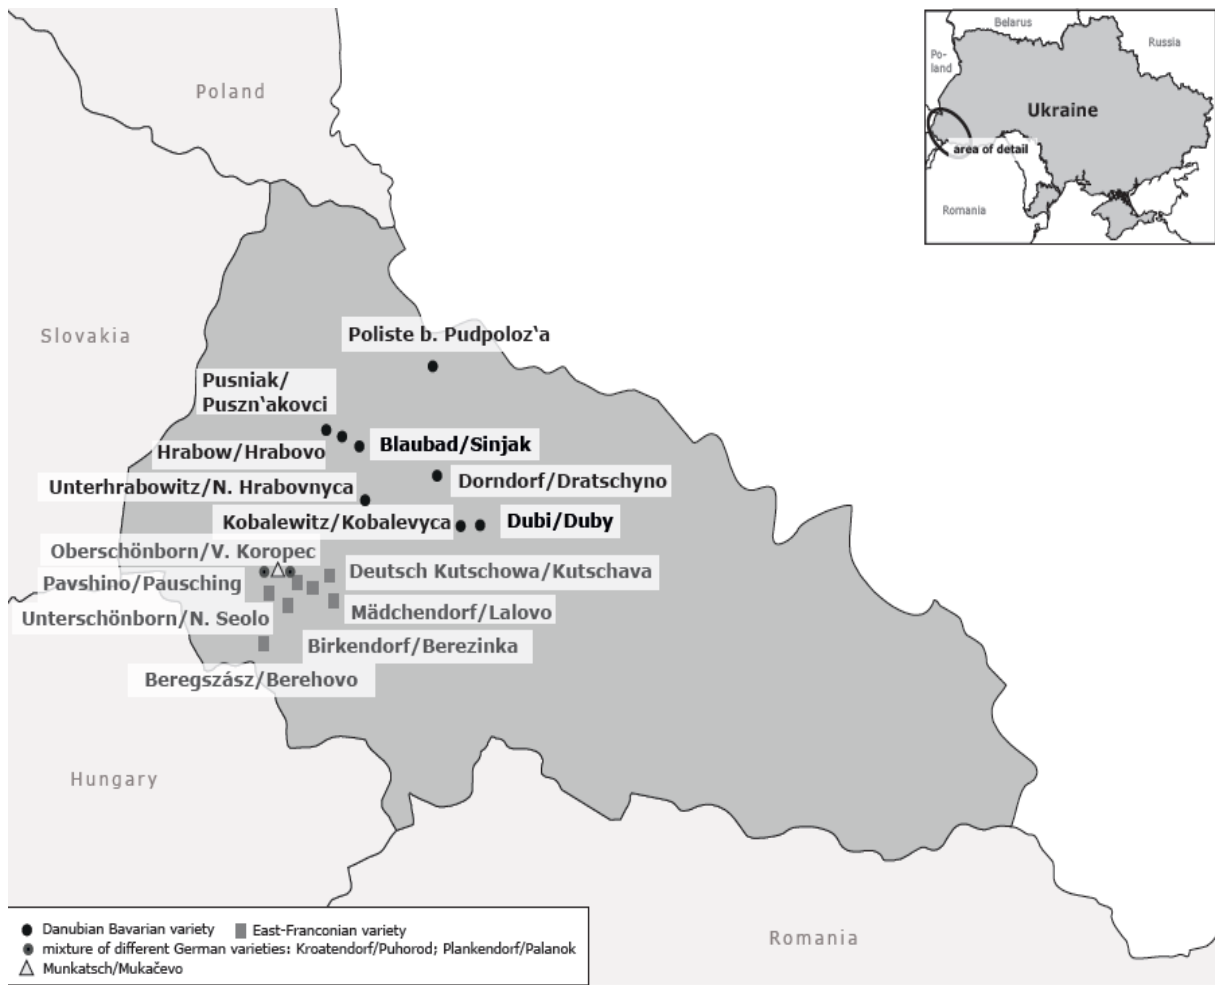 Poland
Belarus
Russia
Po-
land
Ukraine
area of detail
Romania
Slovakia
Poliste b. Pudpoloz‘a
Pusniak/
Puszn‘akovci
Blaubad/Sinjak
Hrabow/Hrabovo
Dorndorf/Dratschyno
Unterhrabowitz/N. Hrabovnyca
Kobalewitz/Kobalevyca
Dubi/Duby
Oberschönborn/V. Koropec
Deutsch Kutschowa/Kutschava
Pavshino/Pausching
Mädchendorf/Lalovo
Unterschönborn/N. Seolo
Birkendorf/Berezinka
Beregszász/Berehovo
Hungary
Romania
Danubian Bavarian variety East-Franconian variety
mixture of different German varieties: Kroatendorf/Puhorod; Plankendorf/Palanok
Munkatsch/Mukačevo